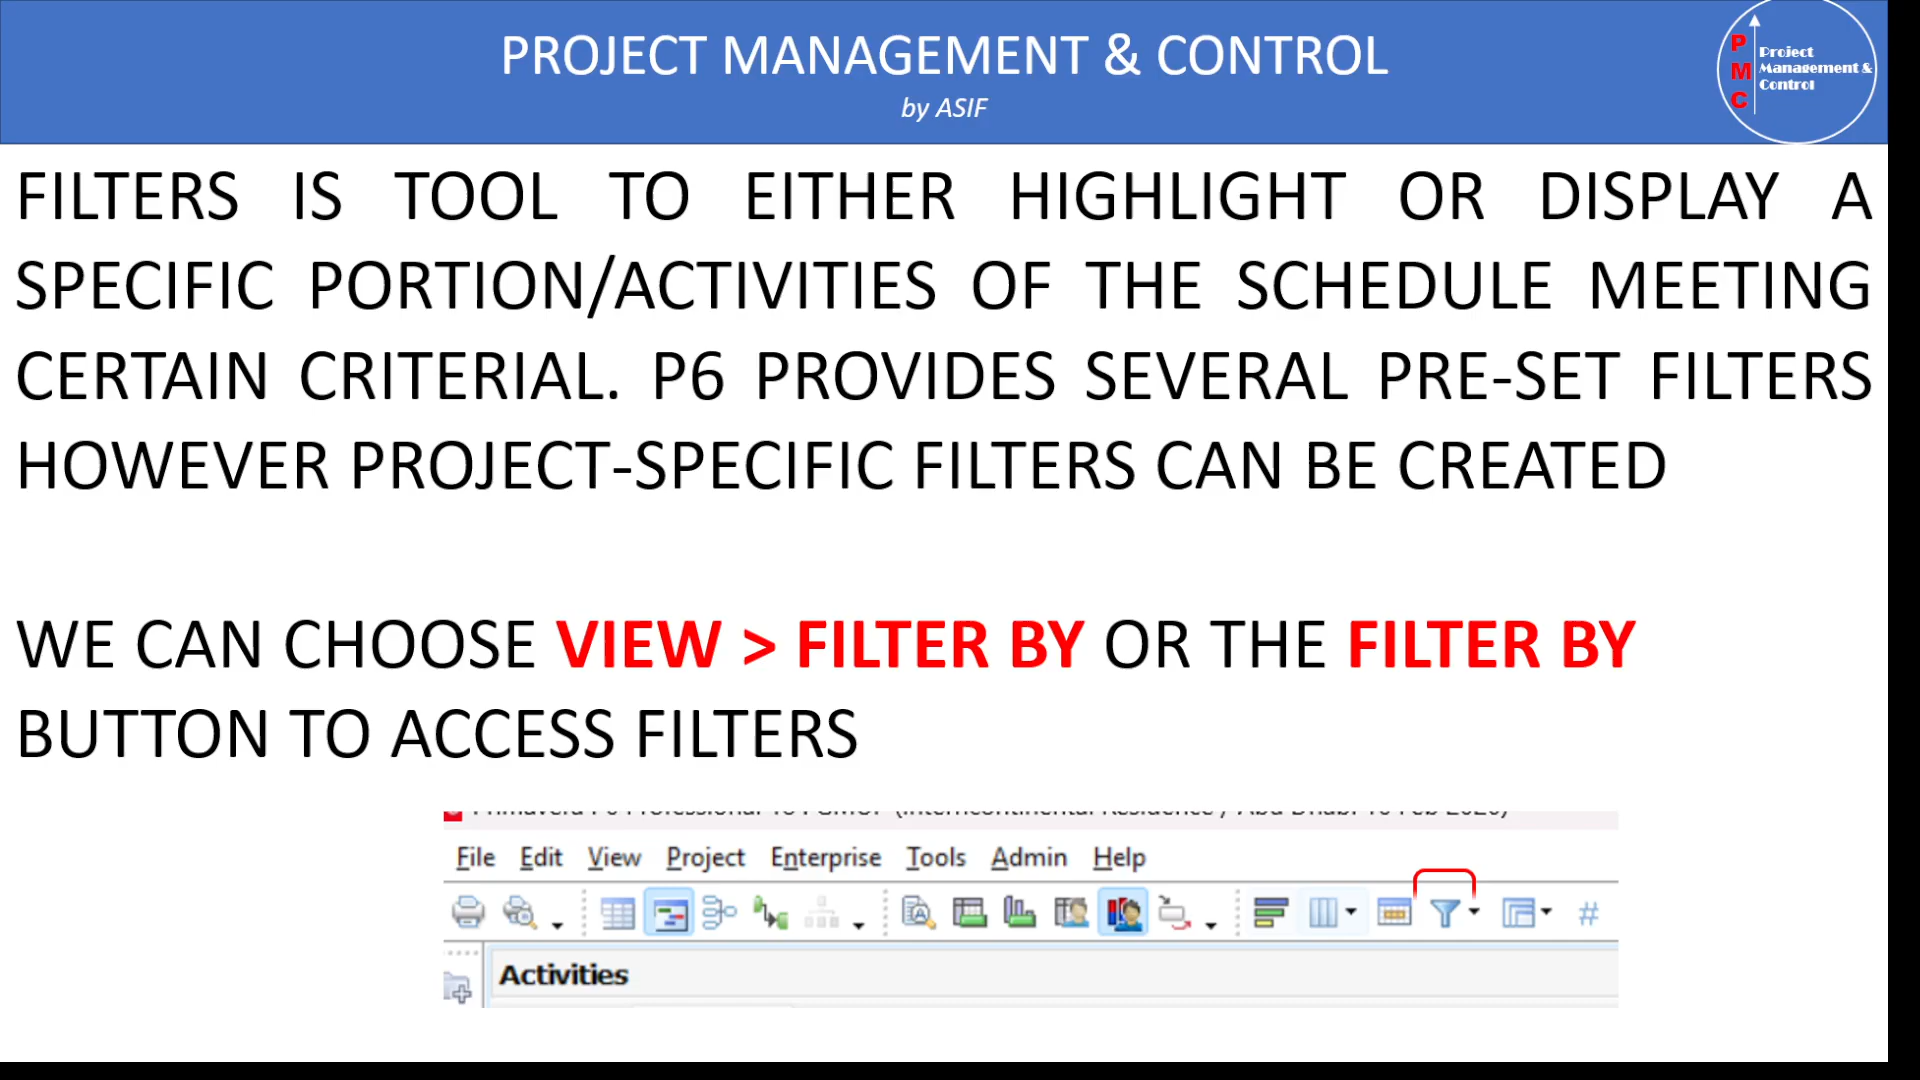 PROJECT MANAGEMENT & CONTROL
by ASIF
P
M
C
Project
Management &
Control
FILTERS IS TOOL TO EITHER HIGHLIGHT OR DISPLAY A
SPECIFIC PORTION/ACTIVITIES OF THE SCHEDULE MEETING
CERTAIN CRITERIAL. P6 PROVIDES SEVERAL PRE-SET FILTERS
HOWEVER PROJECT-SPECIFIC FILTERS CAN BE CREATED
WE CAN CHOOSE VIEW > FILTER BY OR THE FILTER BY
BUTTON TO ACCESS FILTERS
File Edit View Project Enterprise Tools Admin Help
#
Activities